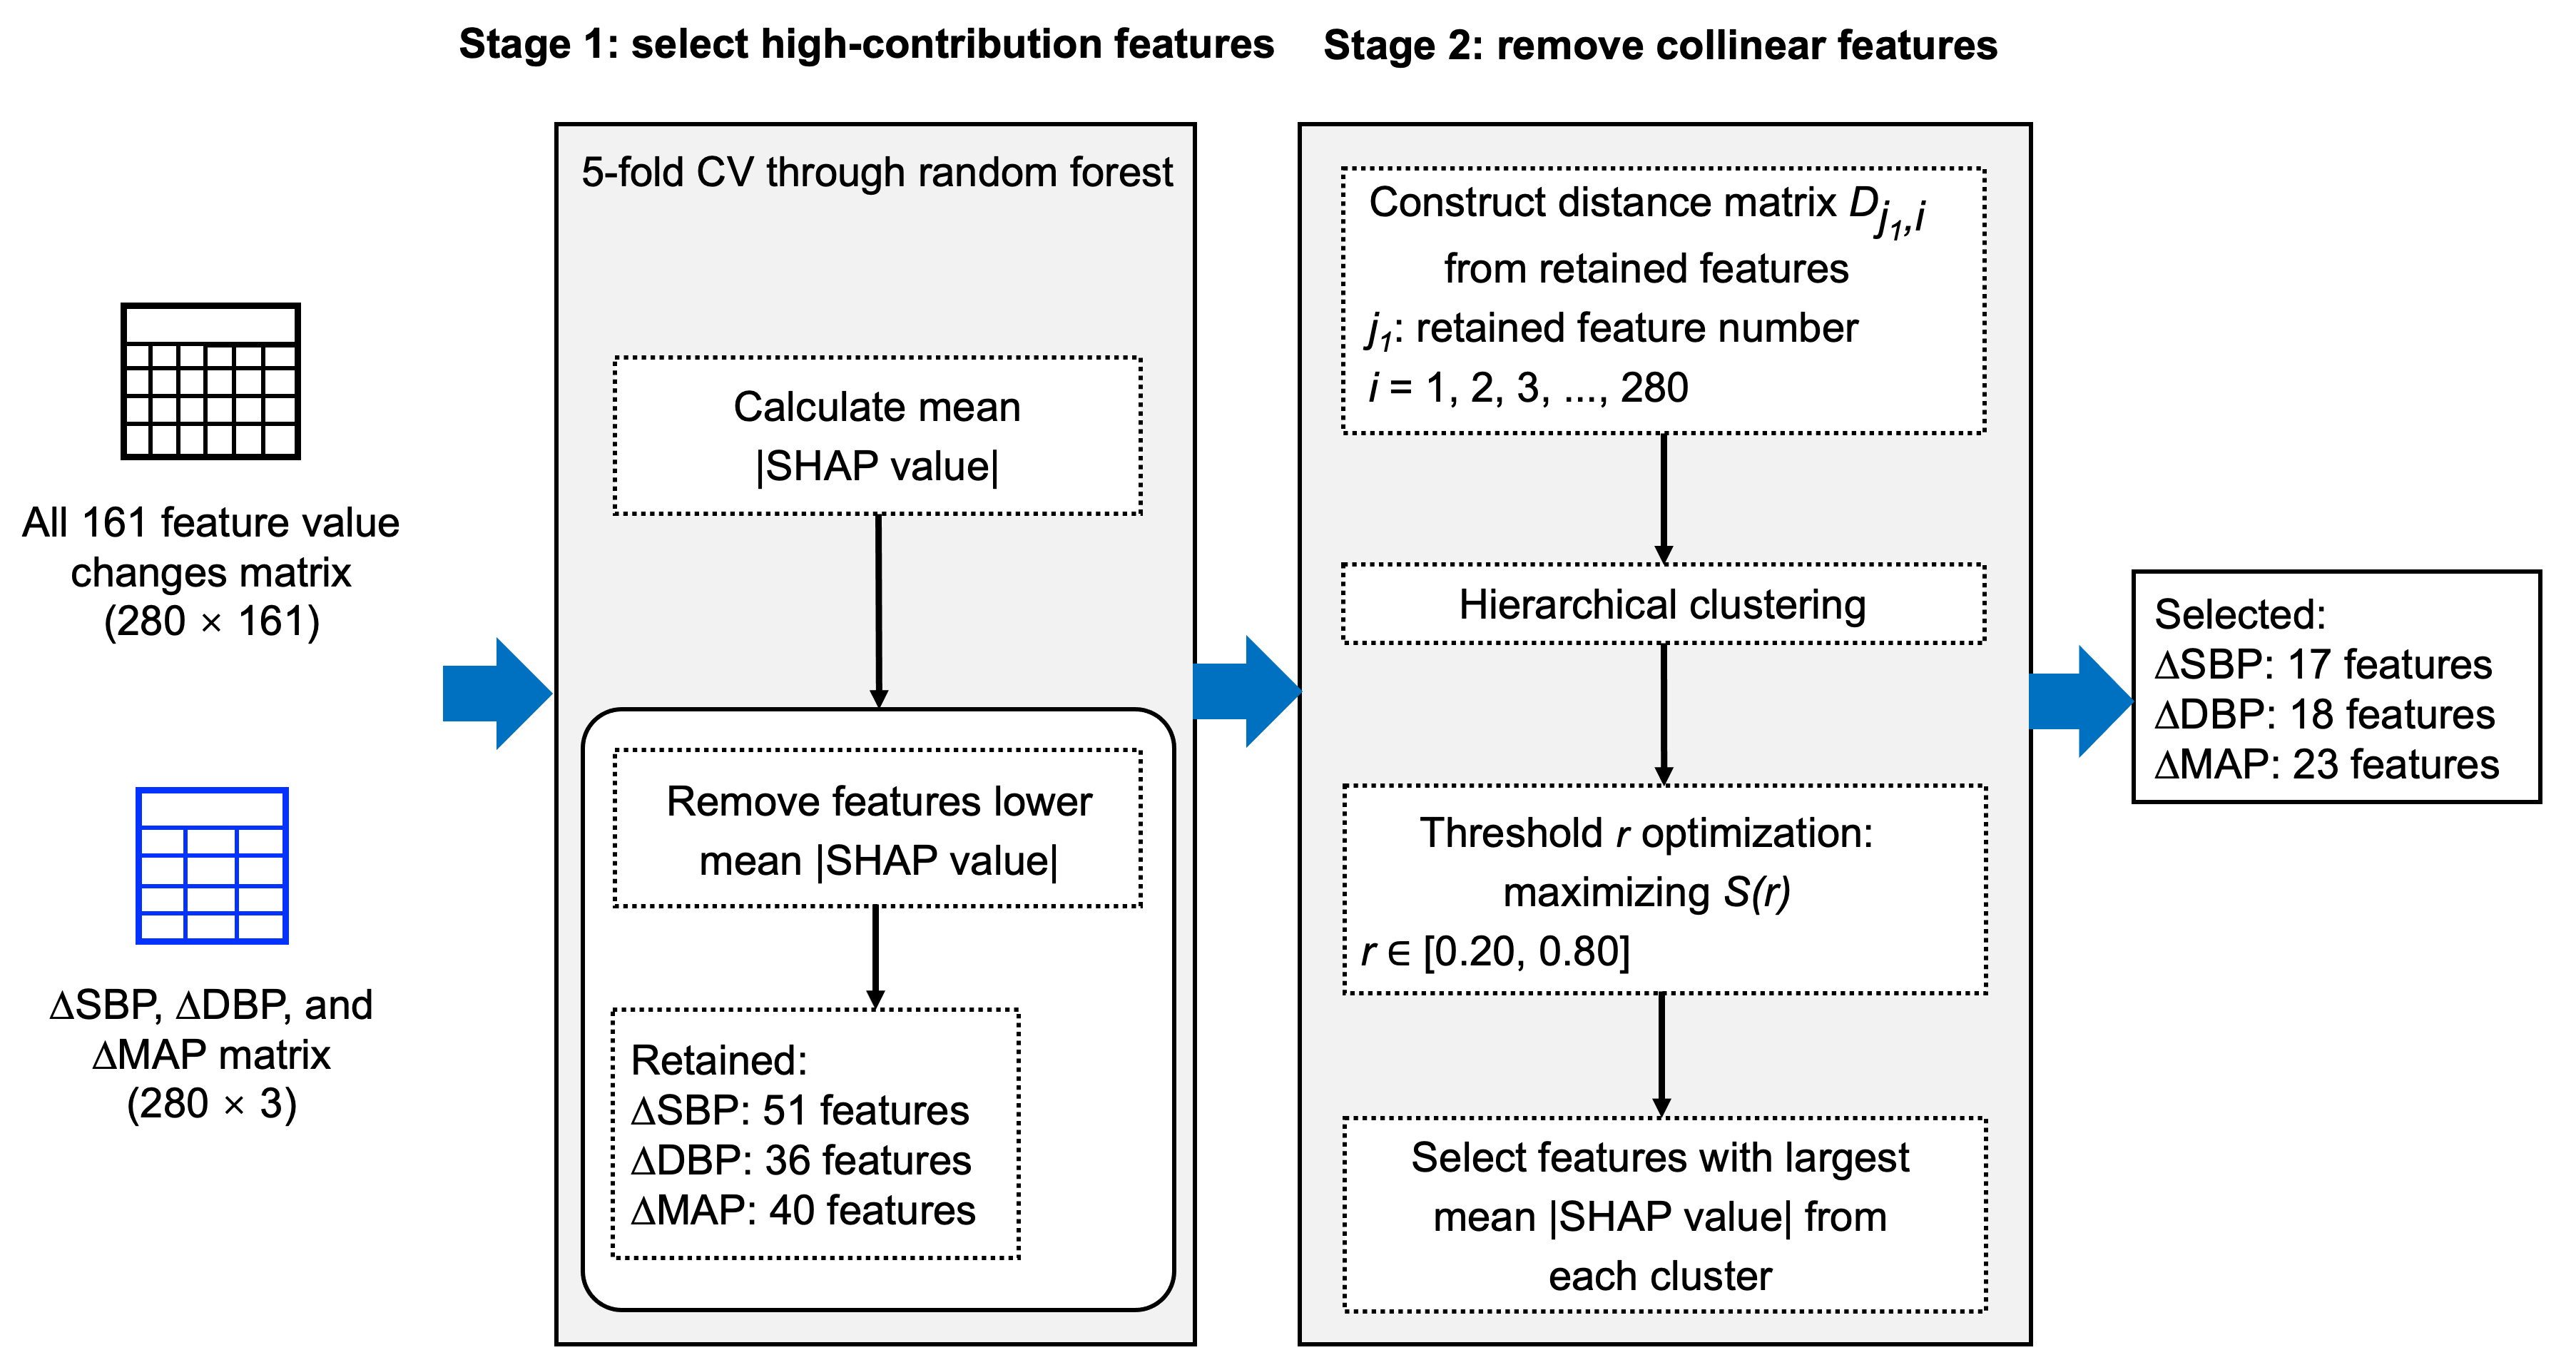 Stage 1: select high-contribution features
Stage 2: remove collinear features
All 161 feature value
changes matrix
(280 × 161)
ΔSBP, ΔDBP, and
ΔMAP matrix
(280 × 3)
5-fold CV through random forest
Calculate mean
|SHAP value|
Remove features lower
mean |SHAP value|
Retained:
ΔSBP: 51 features
ΔDBP: 36 features
ΔMAP: 40 features
Construct distance matrix D_{j_1,i}
from retained features
j_1: retained feature number
i = 1, 2, 3, ..., 280
Hierarchical clustering
Threshold r optimization:
maximizing S(r)
r ∈ [0.20, 0.80]
Select features with largest
mean |SHAP value| from
each cluster
Selected:
ΔSBP: 17 features
ΔDBP: 18 features
ΔMAP: 23 features